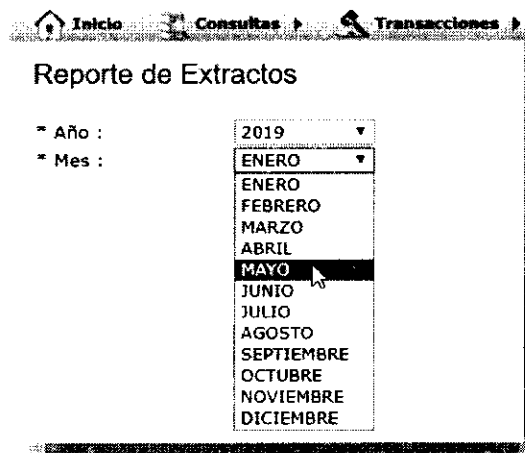 Inicio Consultas Transacciones
Reporte de Extractos
* Año : 2019
* Mes : ENERO
ENERO
FEBRERO
MARZO
ABRIL
MAYO
JUNIO
JULIO
AGOSTO
SEPTIEMBRE
OCTUBRE
NOVIEMBRE
DICIEMBRE